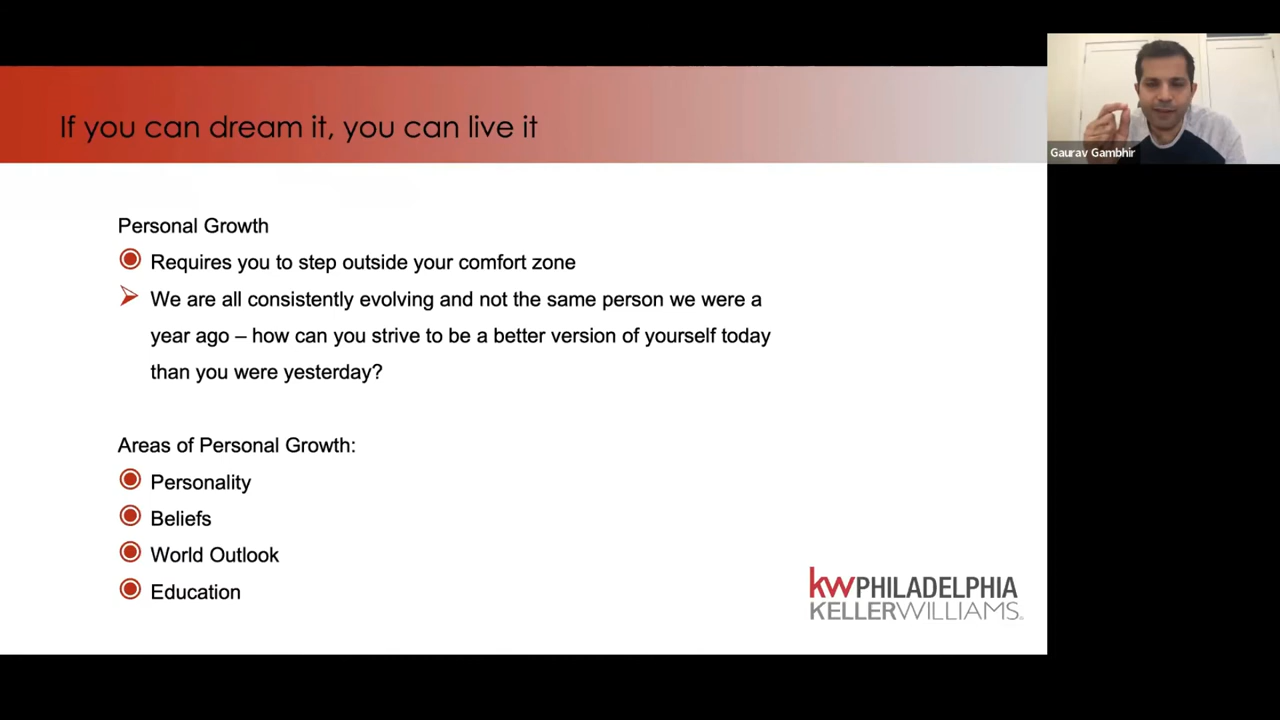 If you can dream it, you can live it
Gaurav Gambhir
Personal Growth
Requires you to step outside your comfort zone
We are all consistently evolving and not the same person we were a
year ago – how can you strive to be a better version of yourself today
than you were yesterday?
Areas of Personal Growth:
Personality
Beliefs
World Outlook
Education
kwPHILADELPHIA
KELLERWILLIAMS®